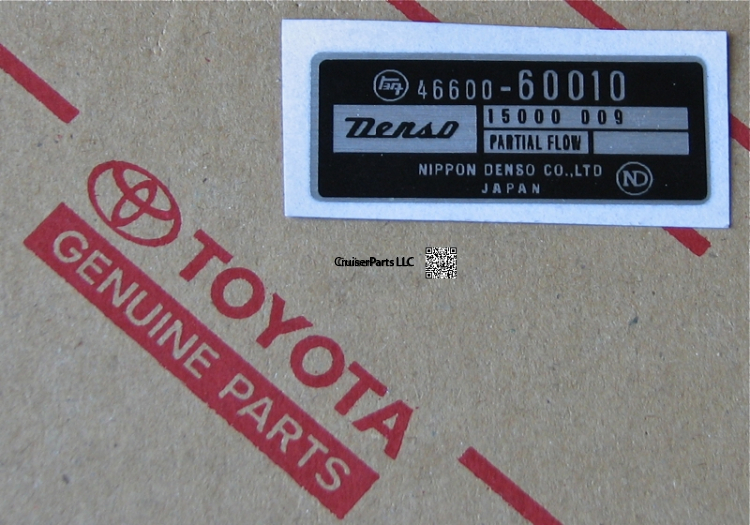 46600-60010
Denso
15000 009
PARTIAL FLOW
NIPPON DENSO CO.,LTD
JAPAN
ND
CruiserParts LLC
TOYOTA
GENUINE PARTS